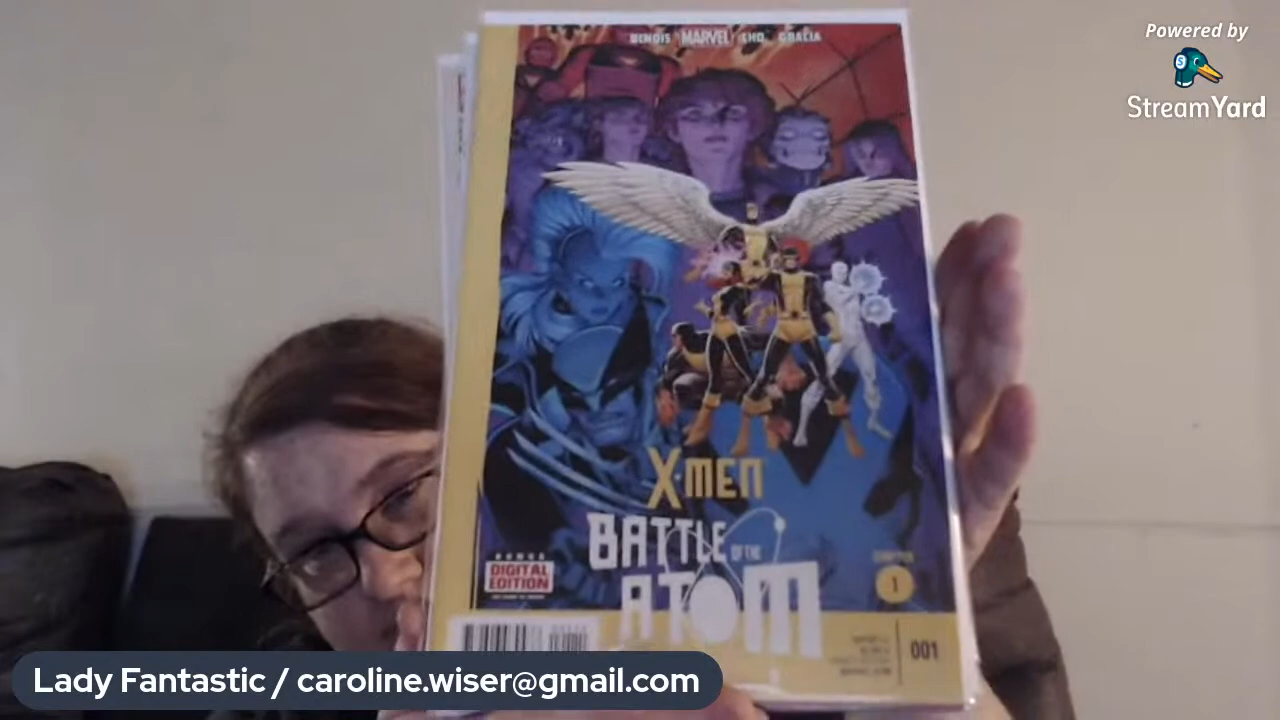 BENDIS MARVEL CHO GRACIA
Powered by
StreamYard
X-MEN
BATTLE OF THE
ATOM
CHAPTER
1
DIGITAL
EDITION
001
Lady Fantastic / caroline.wiser@gmail.com